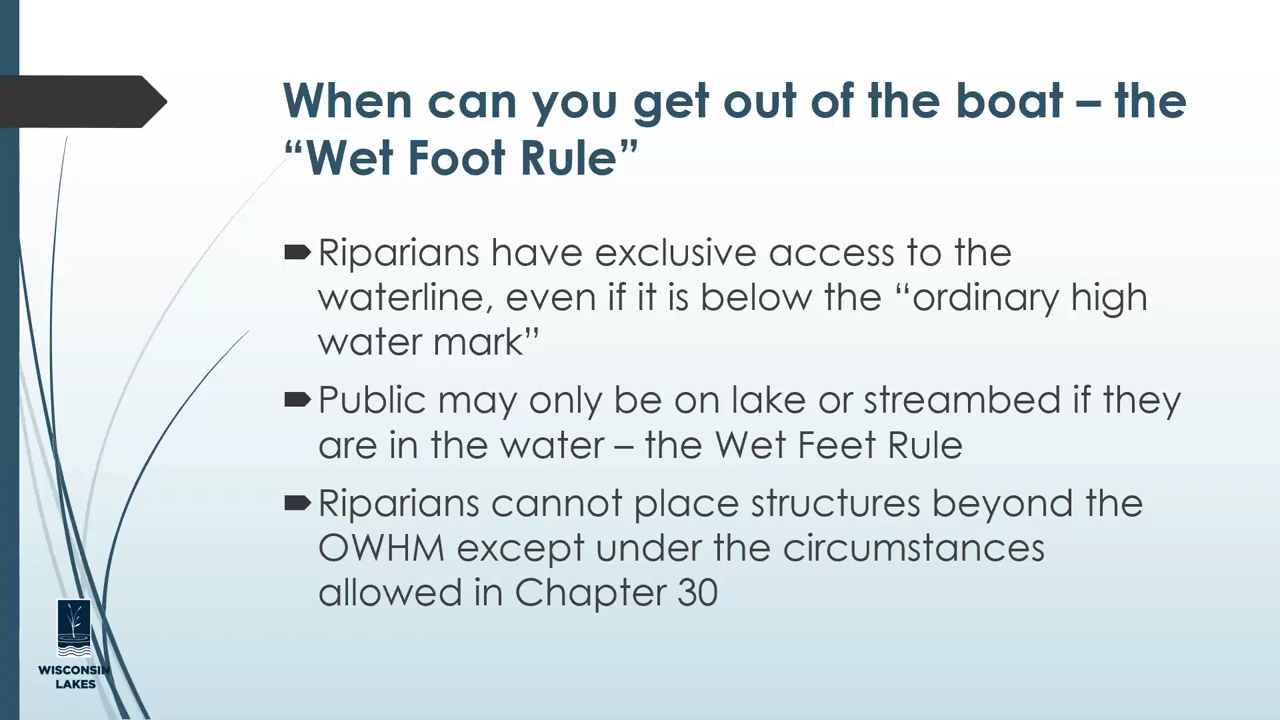 When can you get out of the boat – the
“Wet Foot Rule”
Riparians have exclusive access to the
waterline, even if it is below the “ordinary high
water mark”
Public may only be on lake or streambed if they
are in the water – the Wet Feet Rule
Riparians cannot place structures beyond the
OWHM except under the circumstances
allowed in Chapter 30
WISCONSIN
LAKES